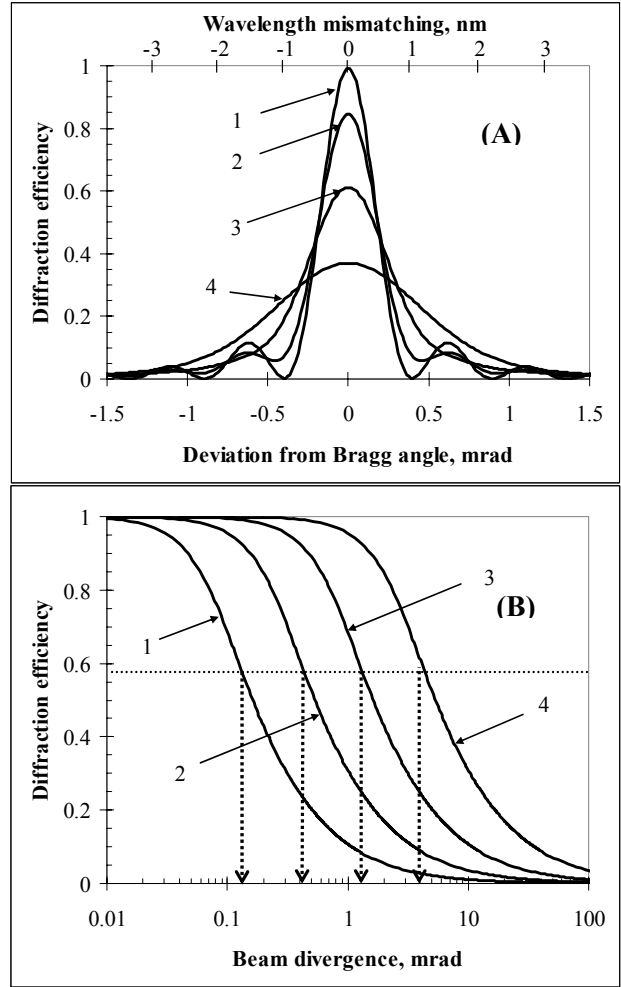 Wavelength mismatching, nm
-3 -2 -1 0 1 2 3
1
0.8
0.6
0.4
0.2
0
Diffraction efficiency
1
2
3
4
(A)
-1.5 -1 -0.5 0 0.5 1 1.5
Deviation from Bragg angle, mrad
1
0.8
0.6
0.4
0.2
0
Diffraction efficiency
1
2
3
4
(B)
0.01 0.1 1 10 100
Beam divergence, mrad